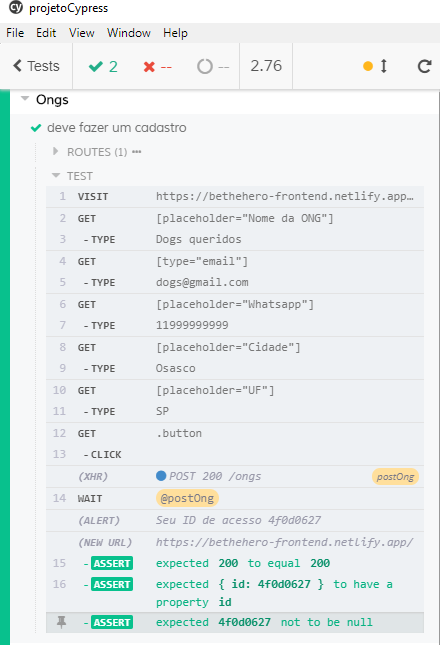 cy projetoCypress
File Edit View Window Help
Tests 2 -- -- 2.76
Ongs
deve fazer um cadastro
ROUTES (1) •••
TEST
1 VISIT https://bethehero-frontend.netlify.app…
2 GET [placeholder="Nome da ONG"]
3 -TYPE Dogs queridos
4 GET [type="email"]
5 -TYPE dogs@gmail.com
6 GET [placeholder="Whatsapp"]
7 -TYPE 11999999999
8 GET [placeholder="Cidade"]
9 -TYPE Osasco
10 GET [placeholder="UF"]
11 -TYPE SP
12 GET .button
13 -CLICK
(XHR) POST 200 /ongs postOng
14 WAIT @postOng
(ALERT) Seu ID de acesso 4f0d0627
(NEW URL) https://bethehero-frontend.netlify.app/
15 -ASSERT expected 200 to equal 200
16 -ASSERT expected { id: 4f0d0627 } to have a
property id
-ASSERT expected 4f0d0627 not to be null